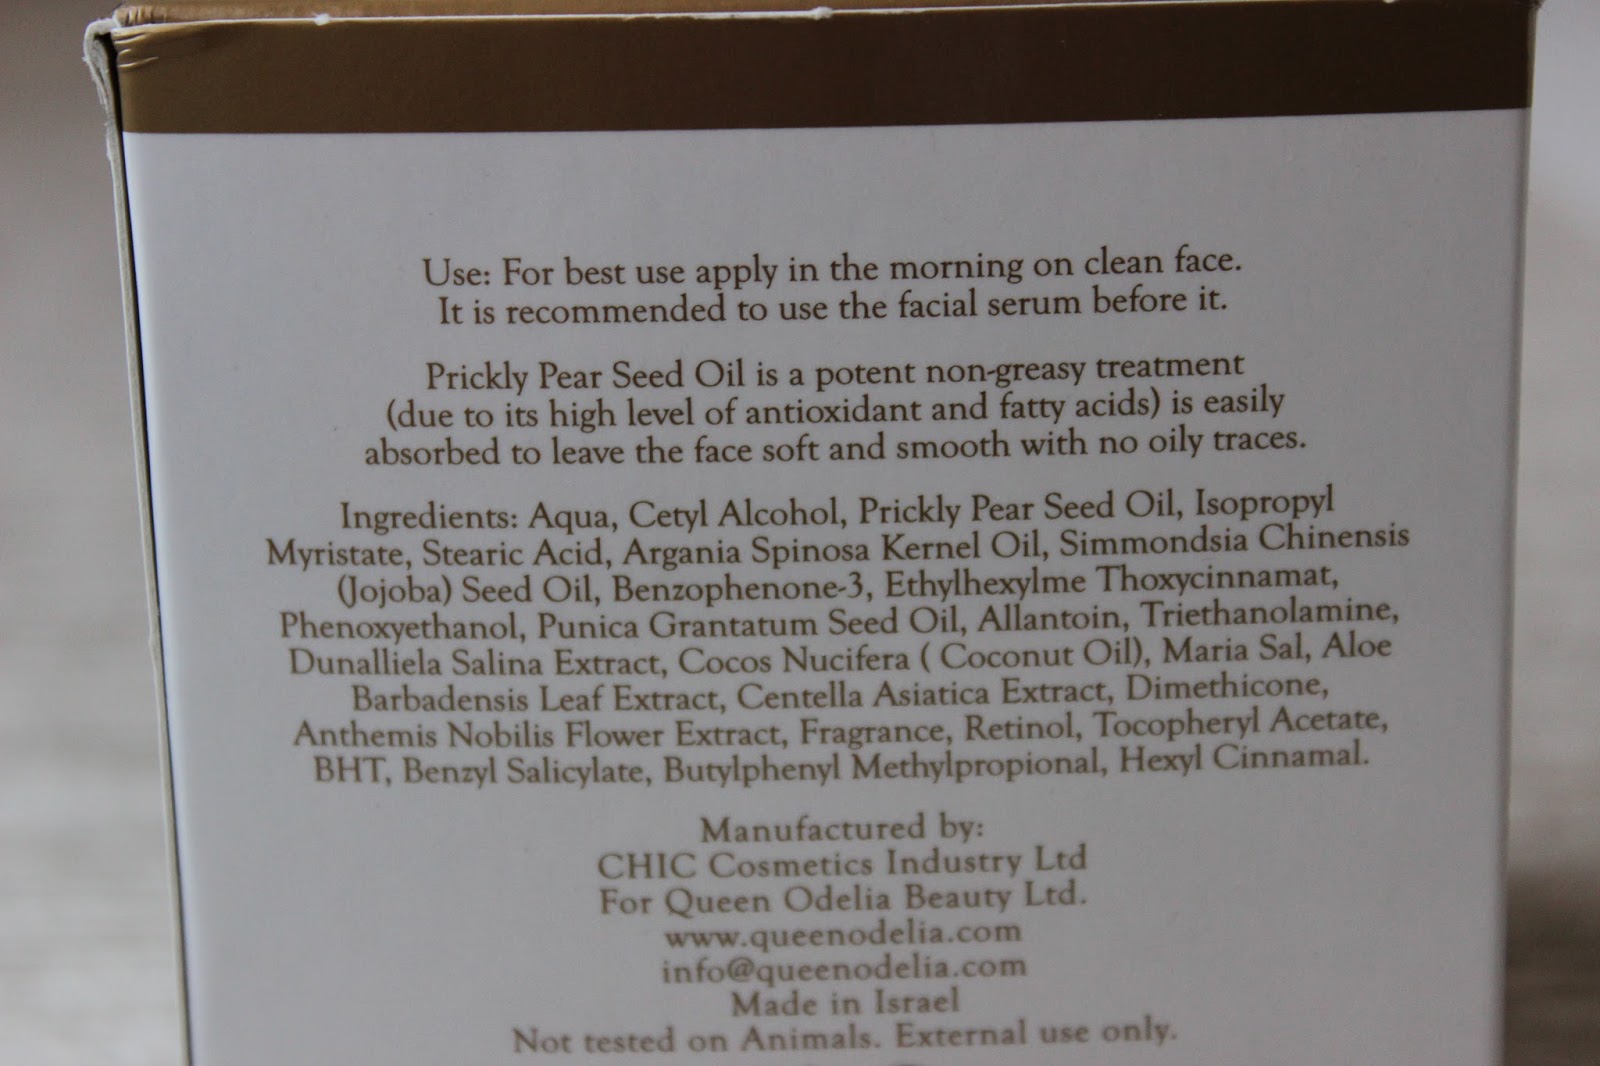 Use: For best use apply in the morning on clean face.
It is recommended to use the facial serum before it.
Prickly Pear Seed Oil is a potent non-greasy treatment
(due to its high level of antioxidant and fatty acids) is easily
absorbed to leave the face soft and smooth with no oily traces.
Ingredients: Aqua, Cetyl Alcohol, Prickly Pear Seed Oil, Isopropyl
Myristate, Stearic Acid, Argania Spinosa Kernel Oil, Simmondsia Chinensis
(Jojoba) Seed Oil, Benzophenone-3, Ethylhexylme Thoxycinnamat,
Phenoxyethanol, Punica Grantatum Seed Oil, Allantoin, Triethanolamine,
Dunalliela Salina Extract, Cocos Nucifera ( Coconut Oil), Maria Sal, Aloe
Barbadensis Leaf Extract, Centella Asiatica Extract, Dimethicone,
Anthemis Nobilis Flower Extract, Fragrance, Retinol, Tocopheryl Acetate,
BHT, Benzyl Salicylate, Butylphenyl Methylpropional, Hexyl Cinnamal.
Manufactured by:
CHIC Cosmetics Industry Ltd
For Queen Odelia Beauty Ltd.
www.queenodelia.com
info@queenodelia.com
Made in Israel
Not tested on Animals. External use only.